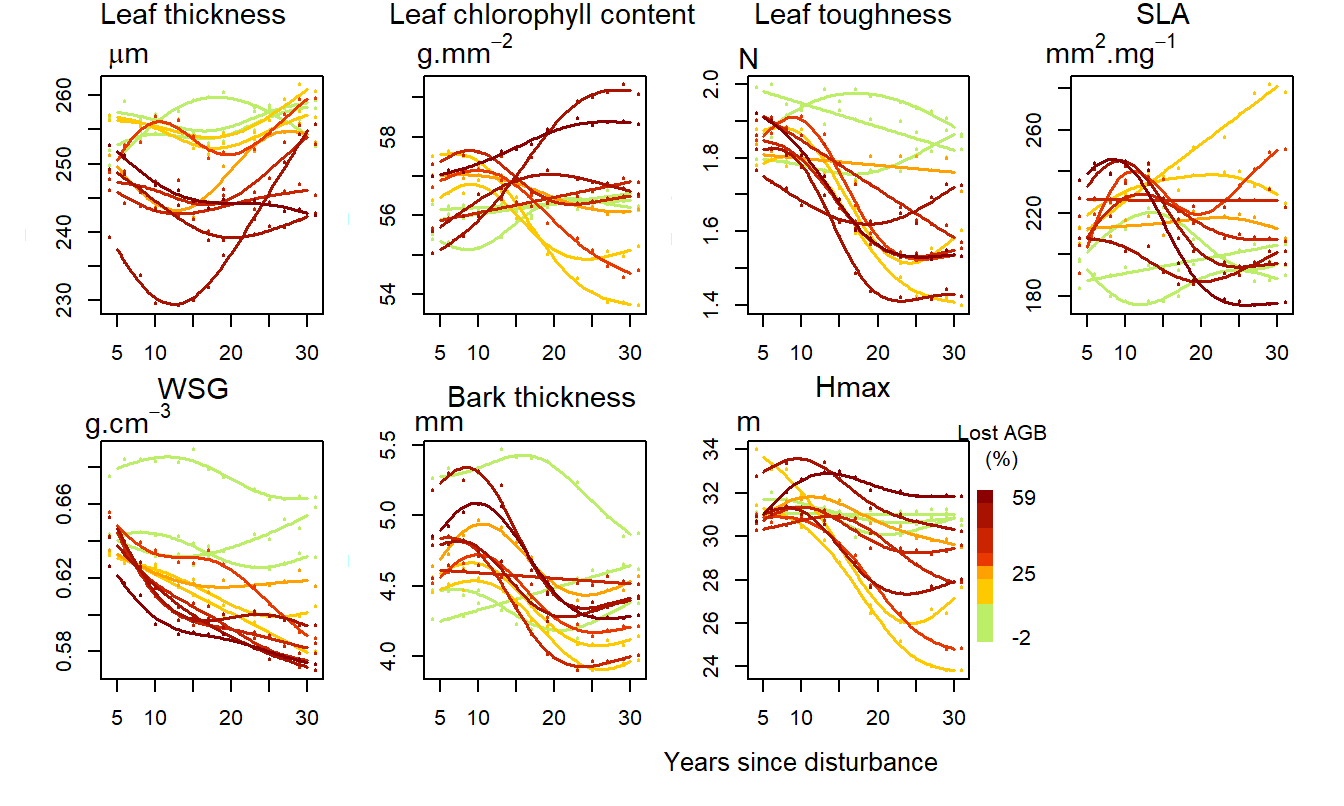 Leaf thickness
μm
260
250
240
230
5 10 20 30
Leaf chlorophyll content
g.mm⁻²
58
56
54
5 10 20 30
Leaf toughness
N
2.0
1.8
1.6
1.4
5 10 20 30
SLA
mm².mg⁻¹
260
220
180
5 10 20 30
WSG
g.cm⁻³
0.66
0.62
0.58
5 10 20 30
Bark thickness
mm
5.5
5.0
4.5
4.0
5 10 20 30
Hmax
m
34
32
30
28
26
24
5 10 20 30
Lost AGB
(%)
59
25
-2
Years since disturbance